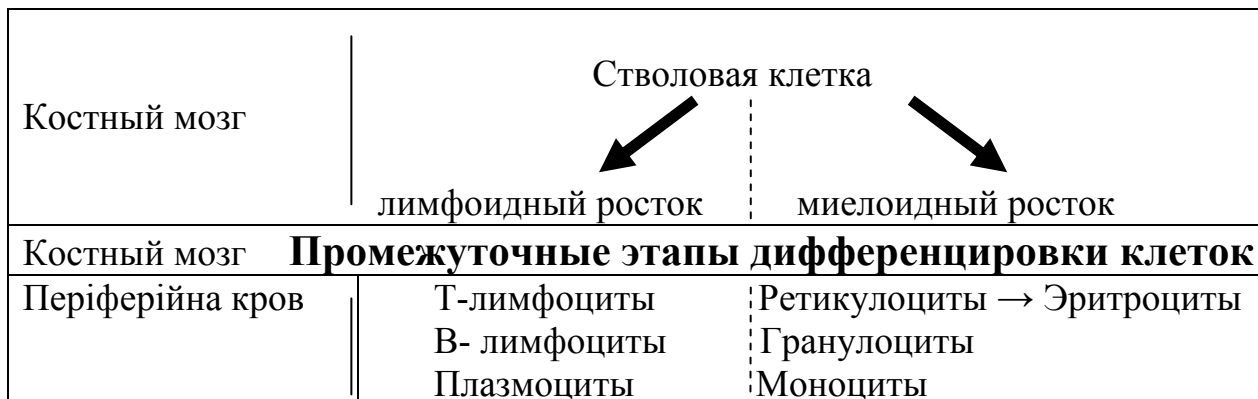 Стволовая клетка
Костный мозг
лимфоидный росток миелоидный росток
Костный мозг Промежуточные этапы дифференцировки клеток
Періферійна кров Т-лимфоциты Ретикулоциты → Эритроциты
В- лимфоциты Гранулоциты
Плазмоциты Моноциты